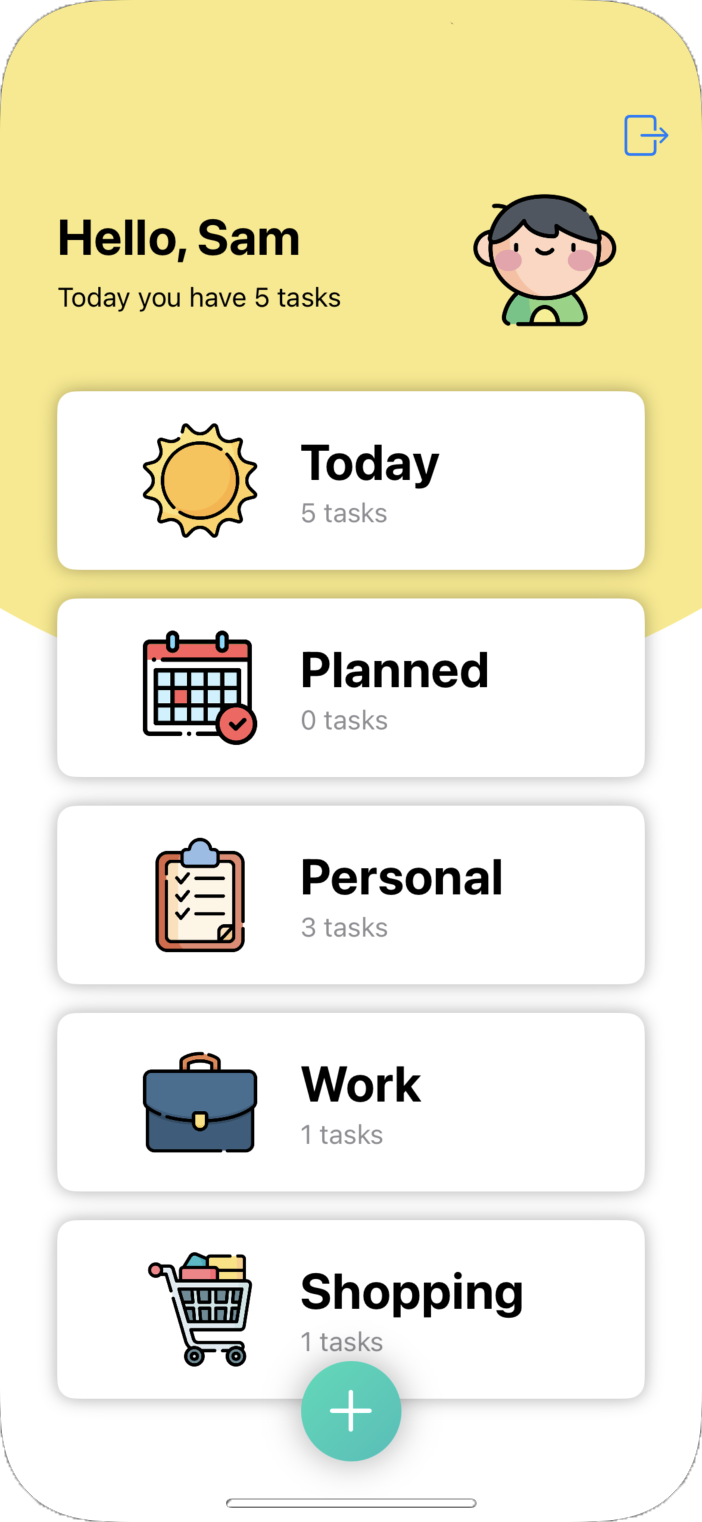 Hello, Sam
Today you have 5 tasks
Today
5 tasks
Planned
0 tasks
Personal
3 tasks
Work
1 tasks
Shopping
1 tasks